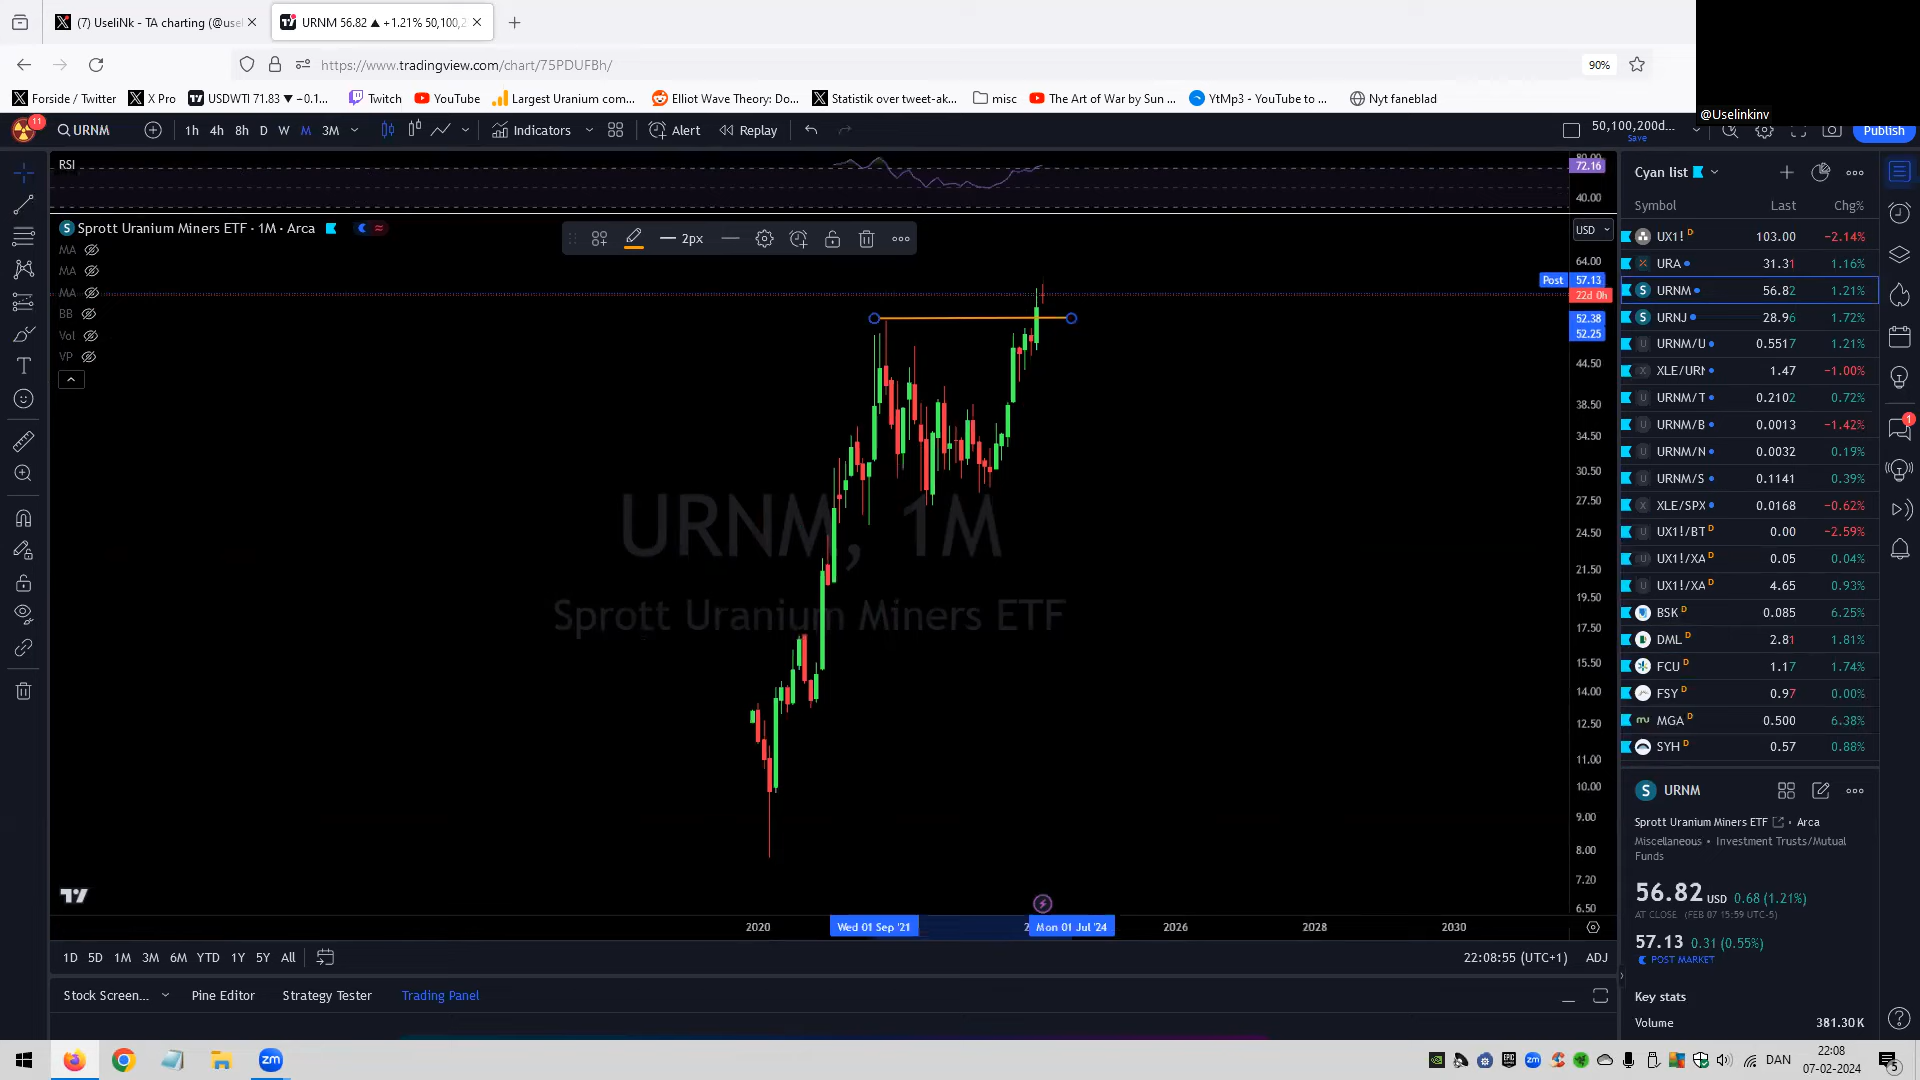 (7) UseliNk - TA charting (@use
URNM 56.82 ▲ +1.21% 50,100,2
https://www.tradingview.com/chart/75PDUFBh/
90%
Forside / Twitter
X Pro
USDWTI 71.83 ▼ −0.1...
Twitch
YouTube
Largest Uranium com...
Elliot Wave Theory: Do...
Statistik over tweet-ak...
misc
The Art of War by Sun ...
YtMp3 - YouTube to ...
Nyt faneblad
@Uselinkinv
11
URNM
1h 4h 8h D W M 3M
Indicators
Alert
Replay
50,100,200d...
Save
Publish
RSI
80.00
72.16
40.00
Sprott Uranium Miners ETF · 1M · Arca
MA
MA
MA
BB
Vol
VP
2px
USD
64.00
Post 57.13
22d 0h
52.38
52.25
44.50
38.50
34.50
30.50
27.50
24.50
21.50
19.50
17.50
15.50
14.00
12.50
11.00
10.00
9.00
8.00
7.20
6.50
URNM, 1M
Sprott Uranium Miners ETF
2020
Wed 01 Sep '21
2
Mon 01 Jul '24
2026
2028
2030
1D 5D 1M 3M 6M YTD 1Y 5Y All
22:08:55 (UTC+1)
ADJ
Stock Screen...
Pine Editor
Strategy Tester
Trading Panel
Cyan list
Symbol Last Chg%
UX1! D 103.00 −2.14%
URA 31.31 1.16%
URNM 56.82 1.21%
URNJ 28.96 1.72%
URNM/U 0.5517 1.21%
XLE/URN 1.47 −1.00%
URNM/T 0.2102 0.72%
URNM/B 0.0013 −1.42%
URNM/N 0.0032 0.19%
URNM/S 0.1141 0.39%
XLE/SPX 0.0168 −0.62%
UX1!/BT D 0.00 −2.59%
UX1!/XA D 0.05 0.04%
UX1!/XA D 4.65 0.93%
BSK D 0.085 6.25%
DML D 2.81 1.81%
FCU D 1.17 1.74%
FSY D 0.97 0.00%
MGA D 0.500 6.38%
SYH D 0.57 0.88%
1
S URNM
Sprott Uranium Miners ETF • Arca
Miscellaneous • Investment Trusts/Mutual
Funds
56.82 USD 0.68 (1.21%)
AT CLOSE (FEB 07 15:59 UTC-5)
57.13 0.31 (0.55%)
POST MARKET
Key stats
Volume 381.30K
zm
zm
DAN
22:08
07-02-2024
5